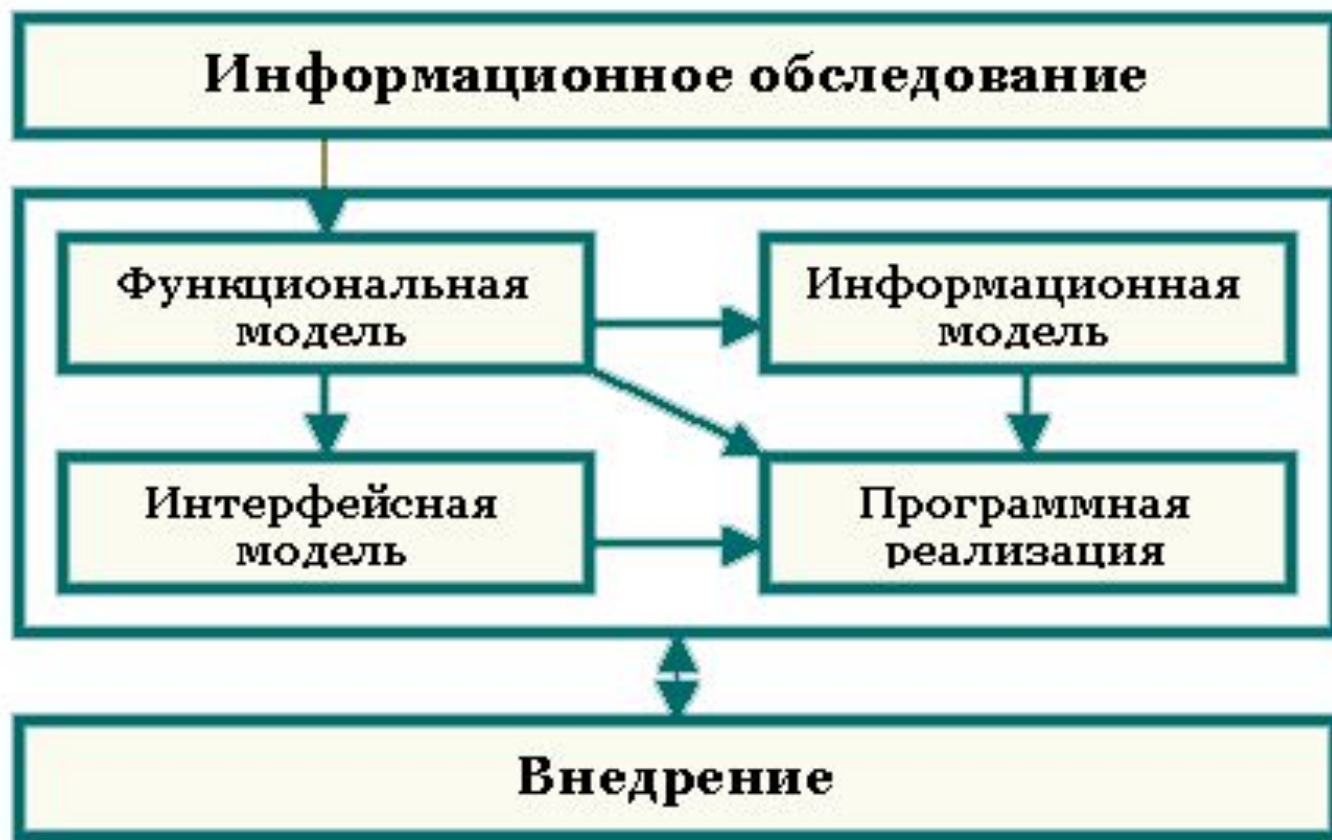 Информационное обследование
Функциональная
модель
Информационная
модель
Интерфейсная
модель
Программная
реализация
Внедрение